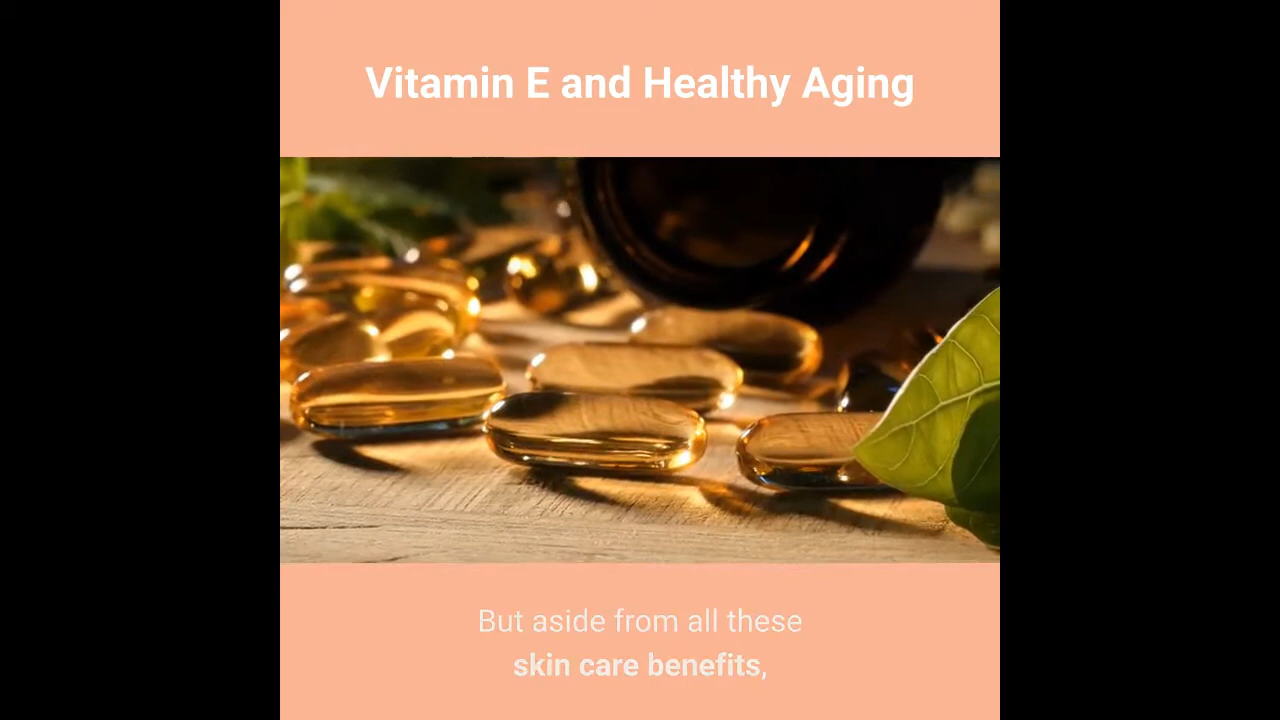 Vitamin E and Healthy Aging
But aside from all these
skin care benefits,